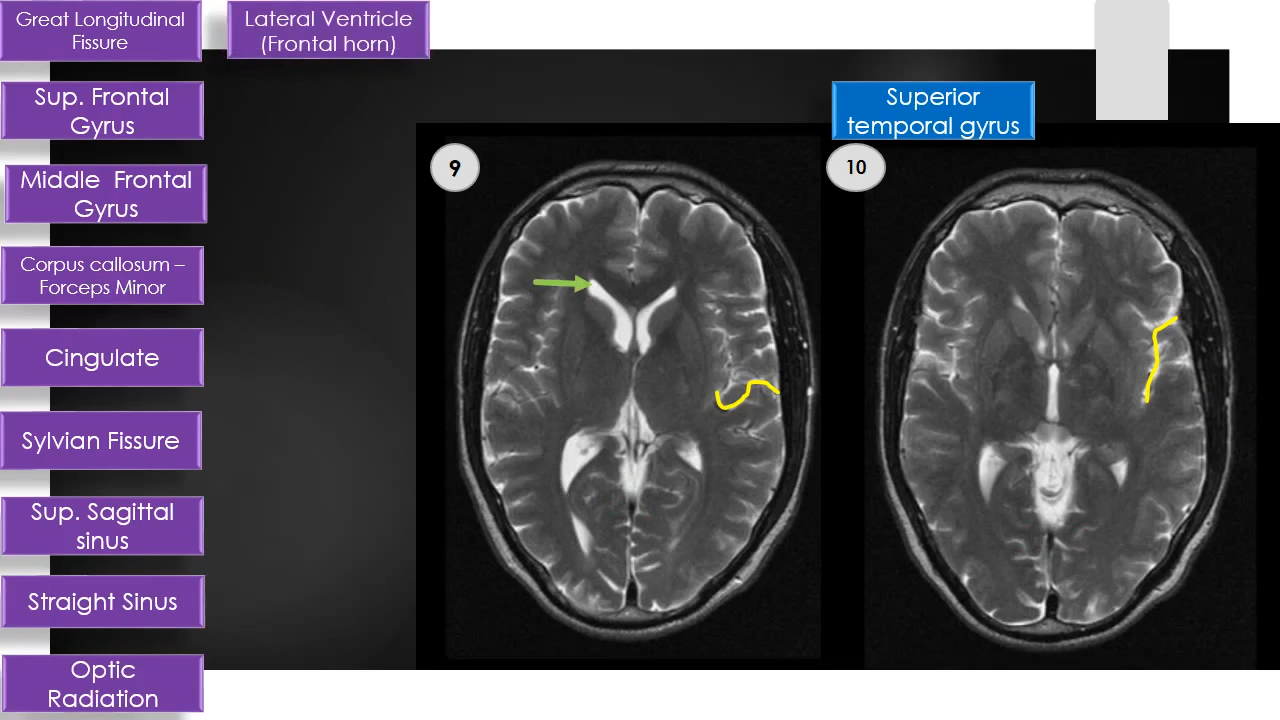 Great Longitudinal
Fissure
Lateral Ventricle
(Frontal horn)
Sup. Frontal
Gyrus
Superior
temporal gyrus
Middle  Frontal
Gyrus
9
10
Corpus callosum –
Forceps Minor
Cingulate
Sylvian Fissure
Sup. Sagittal
sinus
Straight Sinus
Optic
Radiation